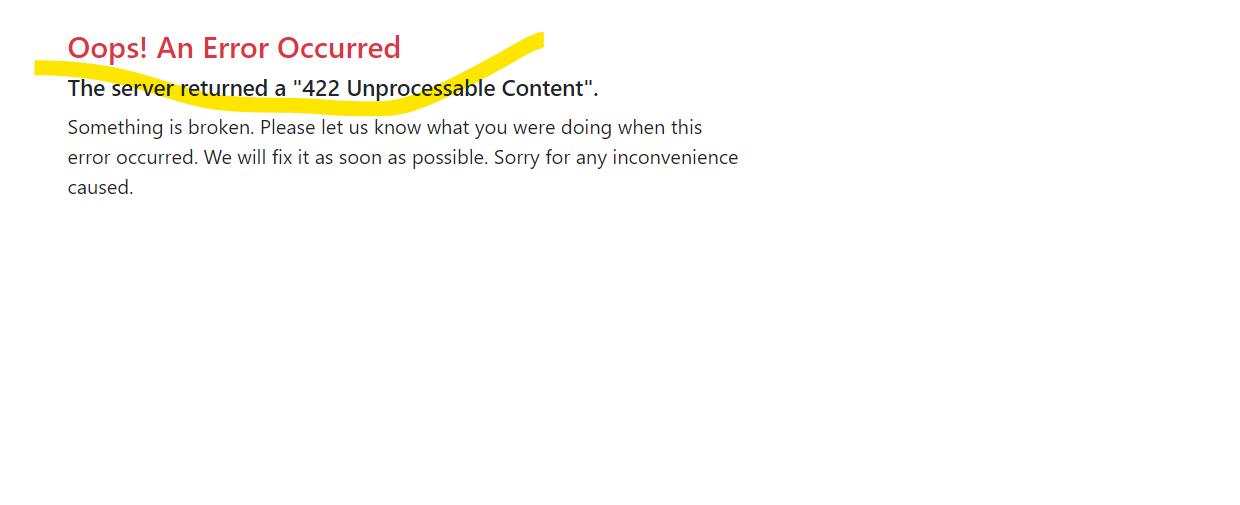 Oops! An Error Occurred
The server returned a "422 Unprocessable Content".
Something is broken. Please let us know what you were doing when this
error occurred. We will fix it as soon as possible. Sorry for any inconvenience
caused.